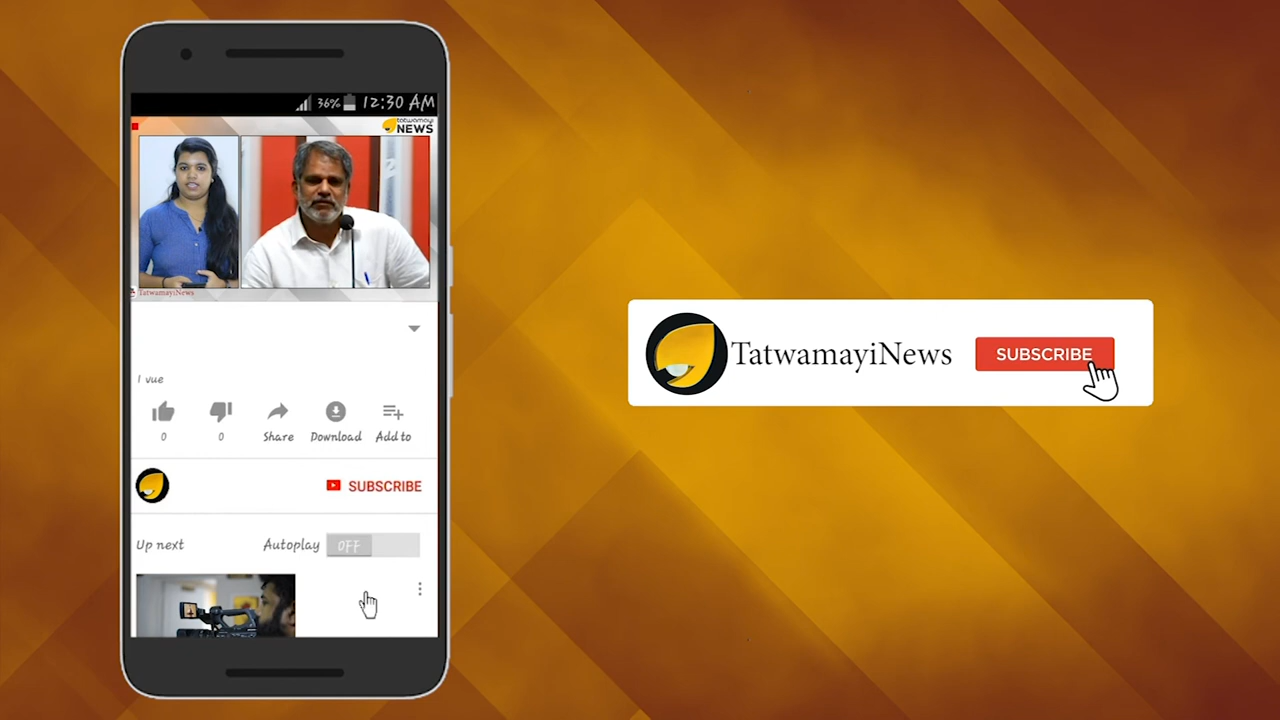 36% 12:30 AM
tatwamayi
NEWS
TatwamayiNews
1 vue
0 0 Share Download Add to
SUBSCRIBE
Up next Autoplay OFF
TatwamayiNews SUBSCRIBE